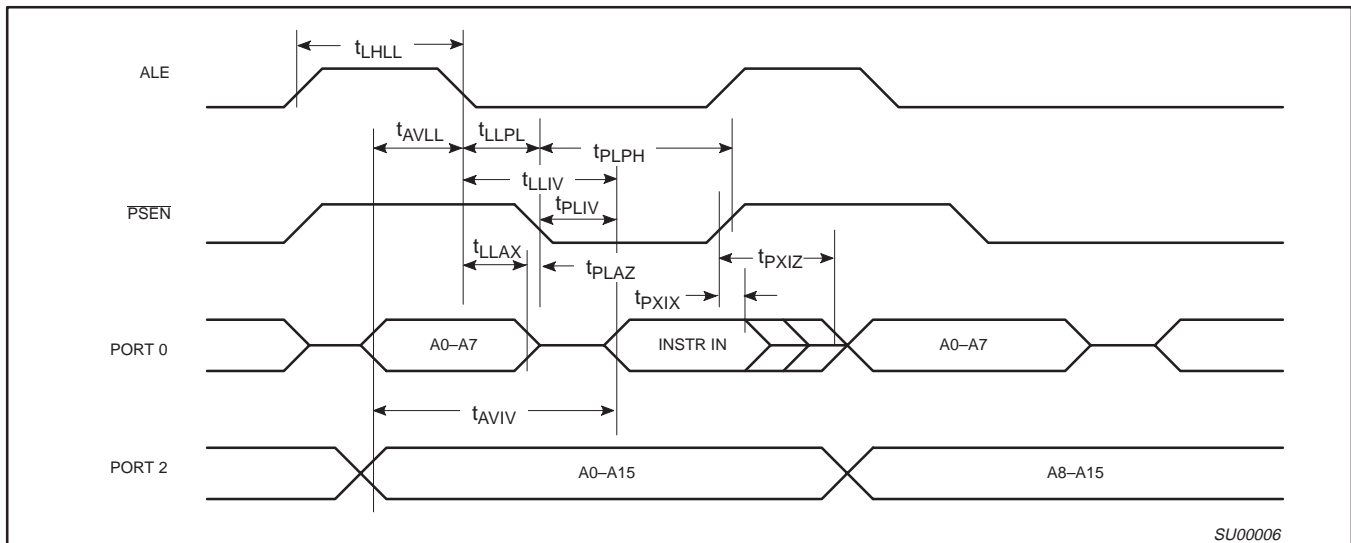 tLHLL
ALE
tAVLL
tLLPL
tPLPH
tLLIV
PSEN
tPLIV
tLLAX
tPLAZ
tPXIZ
tPXIX
PORT 0
A0–A7
INSTR IN
A0–A7
tAVIV
PORT 2
A0–A15
A8–A15
SU00006